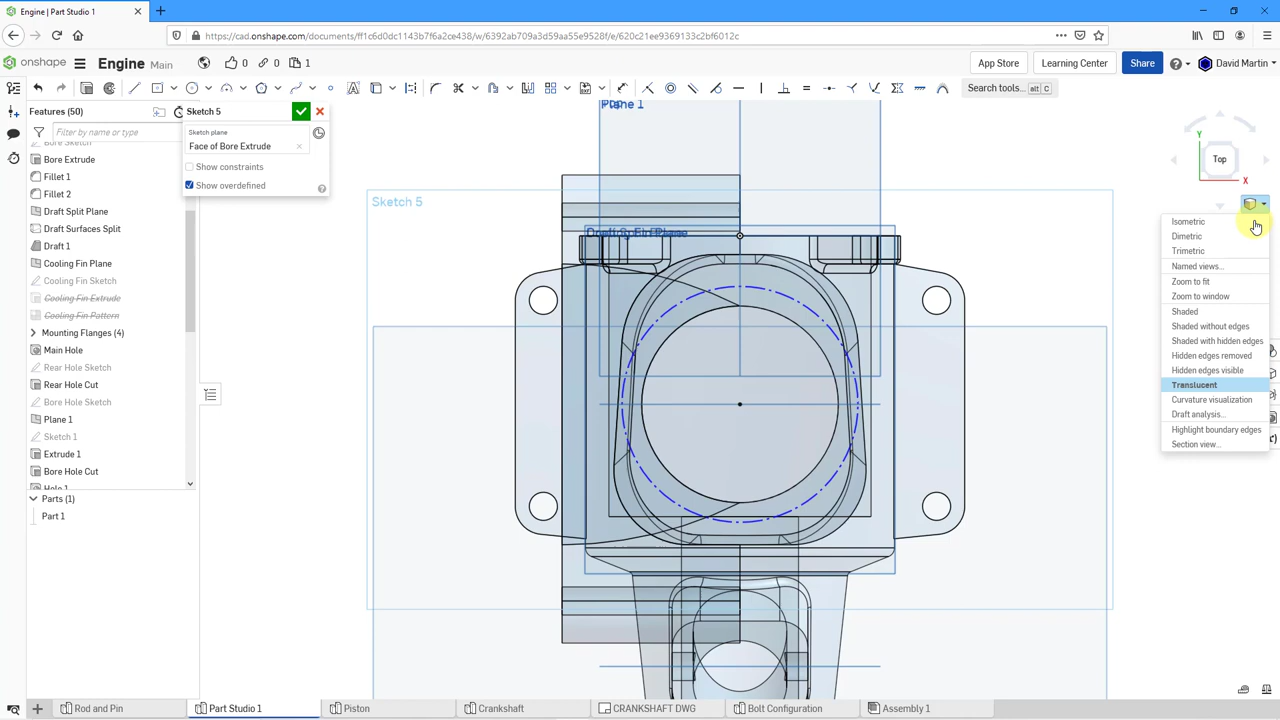 Engine | Part Studio 1
https://cad.onshape.com/documents/f1c6d0dc1143b7f6a2ce438/w/6392ab709a3d59aa55e9528f/e/620c21ee9369133c2bf6012c
onshape Engine Main 0 0 1 App Store Learning Center Share David Martin
Search tools... alt C
Features (50)
Filter by name or type
Bore Sketch
Bore Extrude
Fillet 1
Fillet 2
Draft Split Plane
Draft Surfaces Split
Draft 1
Cooling Fin Plane
Cooling Fin Sketch
Cooling Fin Extrude
Cooling Fin Pattern
Mounting Flanges (4)
Main Hole
Rear Hole Sketch
Rear Hole Cut
Bore Hole Sketch
Plane 1
Sketch 1
Extrude 1
Bore Hole Cut
Hole 1
Parts (1)
Part 1
Sketch 5
Sketch plane
Face of Bore Extrude
Show constraints
Show overdefined
Plane 1
Sketch 5
Y
Top
X
Isometric
Dimetric
Trimetric
Named views...
Zoom to fit
Zoom to window
Shaded
Shaded without edges
Shaded with hidden edges
Hidden edges removed
Hidden edges visible
Translucent
Curvature visualization
Draft analysis...
Highlight boundary edges
Section view...
Rod and Pin Part Studio 1 Piston Crankshaft CRANKSHAFT DWG Bolt Configuration Assembly 1